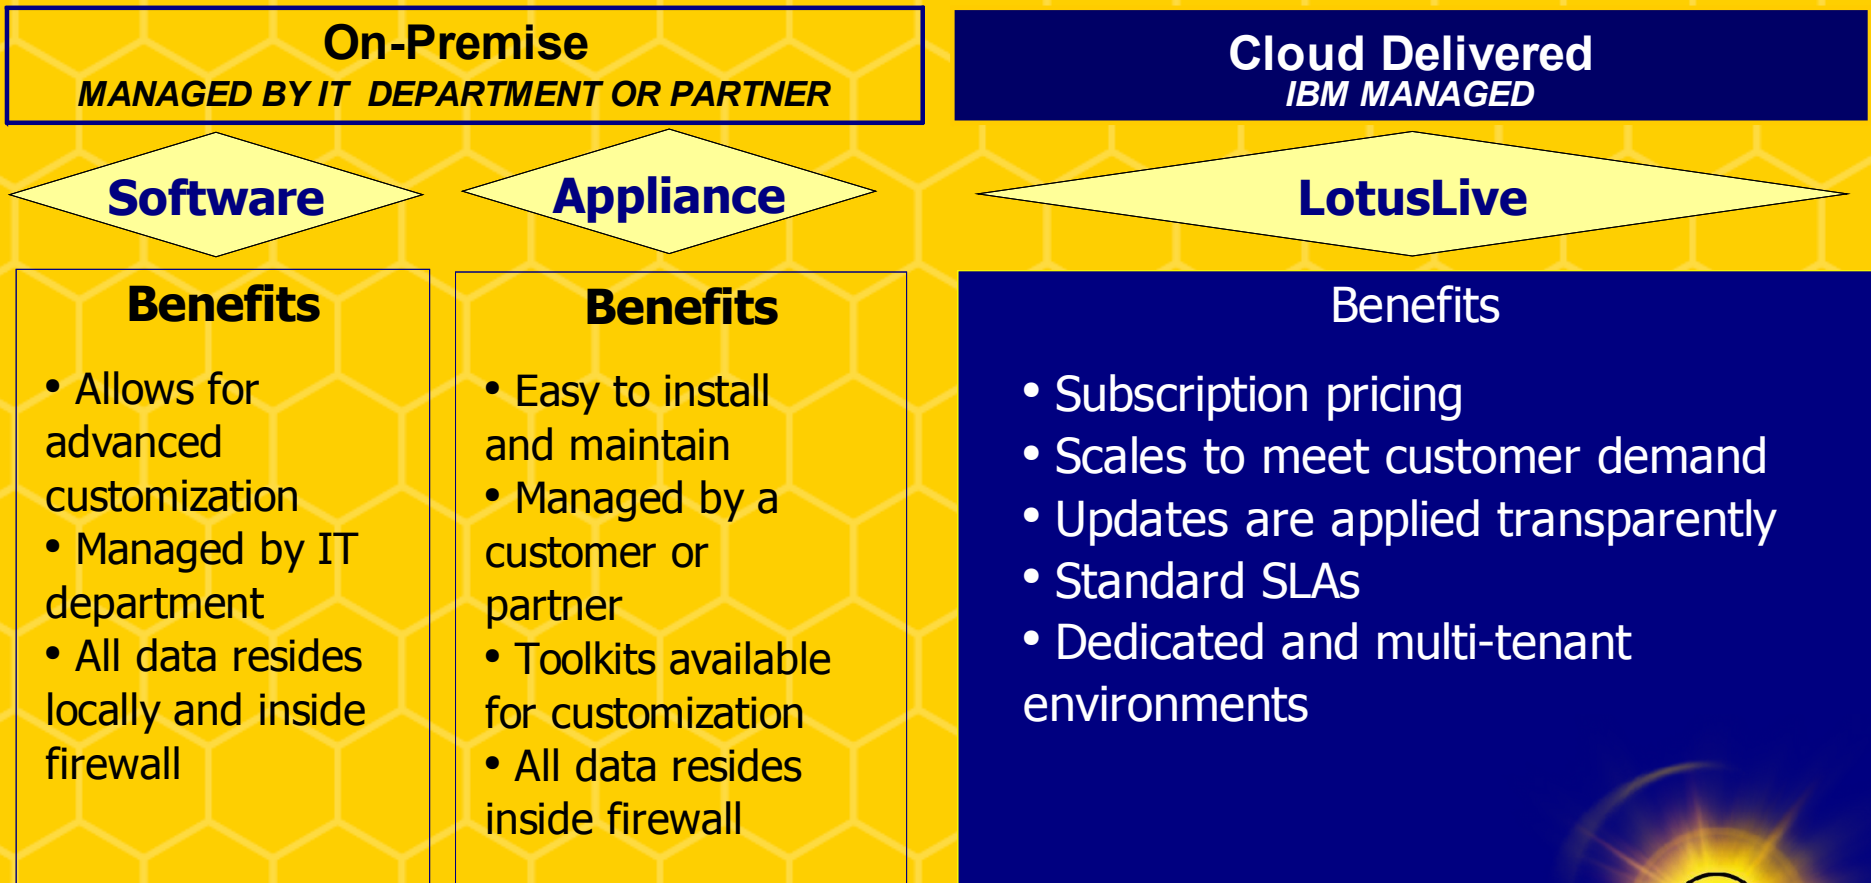 On-Premise
MANAGED BY IT DEPARTMENT OR PARTNER
Software
Benefits
• Allows for
advanced
customization
• Managed by IT
department
• All data resides
locally and inside
firewall
Appliance
Benefits
• Easy to install
and maintain
• Managed by a
customer or
partner
• Toolkits available
for customization
• All data resides
inside firewall
Cloud Delivered
IBM MANAGED
LotusLive
Benefits
• Subscription pricing
• Scales to meet customer demand
• Updates are applied transparently
• Standard SLAs
• Dedicated and multi-tenant
environments